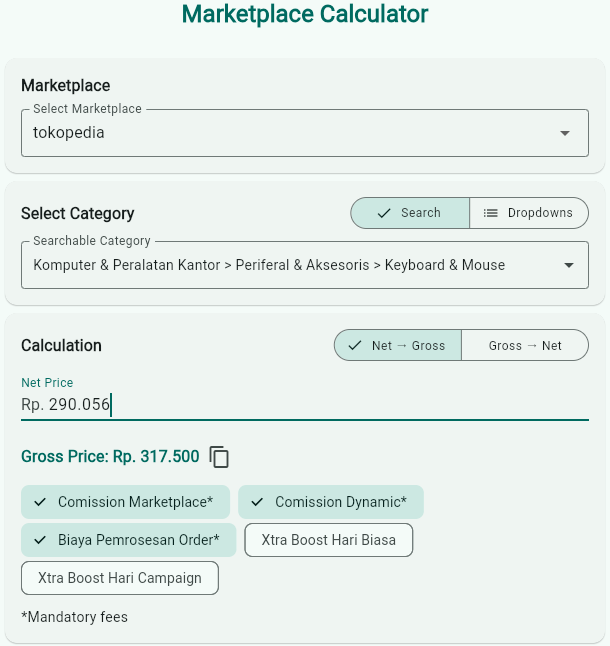 Marketplace Calculator
Marketplace
Select Marketplace
tokopedia
Select Category
Search
Dropdowns
Searchable Category
Komputer & Peralatan Kantor > Periferal & Aksesoris > Keyboard & Mouse
Calculation
Net → Gross
Gross → Net
Net Price
Rp. 290.056
Gross Price: Rp. 317.500
Comission Marketplace*
Comission Dynamic*
Biaya Pemrosesan Order*
Xtra Boost Hari Biasa
Xtra Boost Hari Campaign
*Mandatory fees